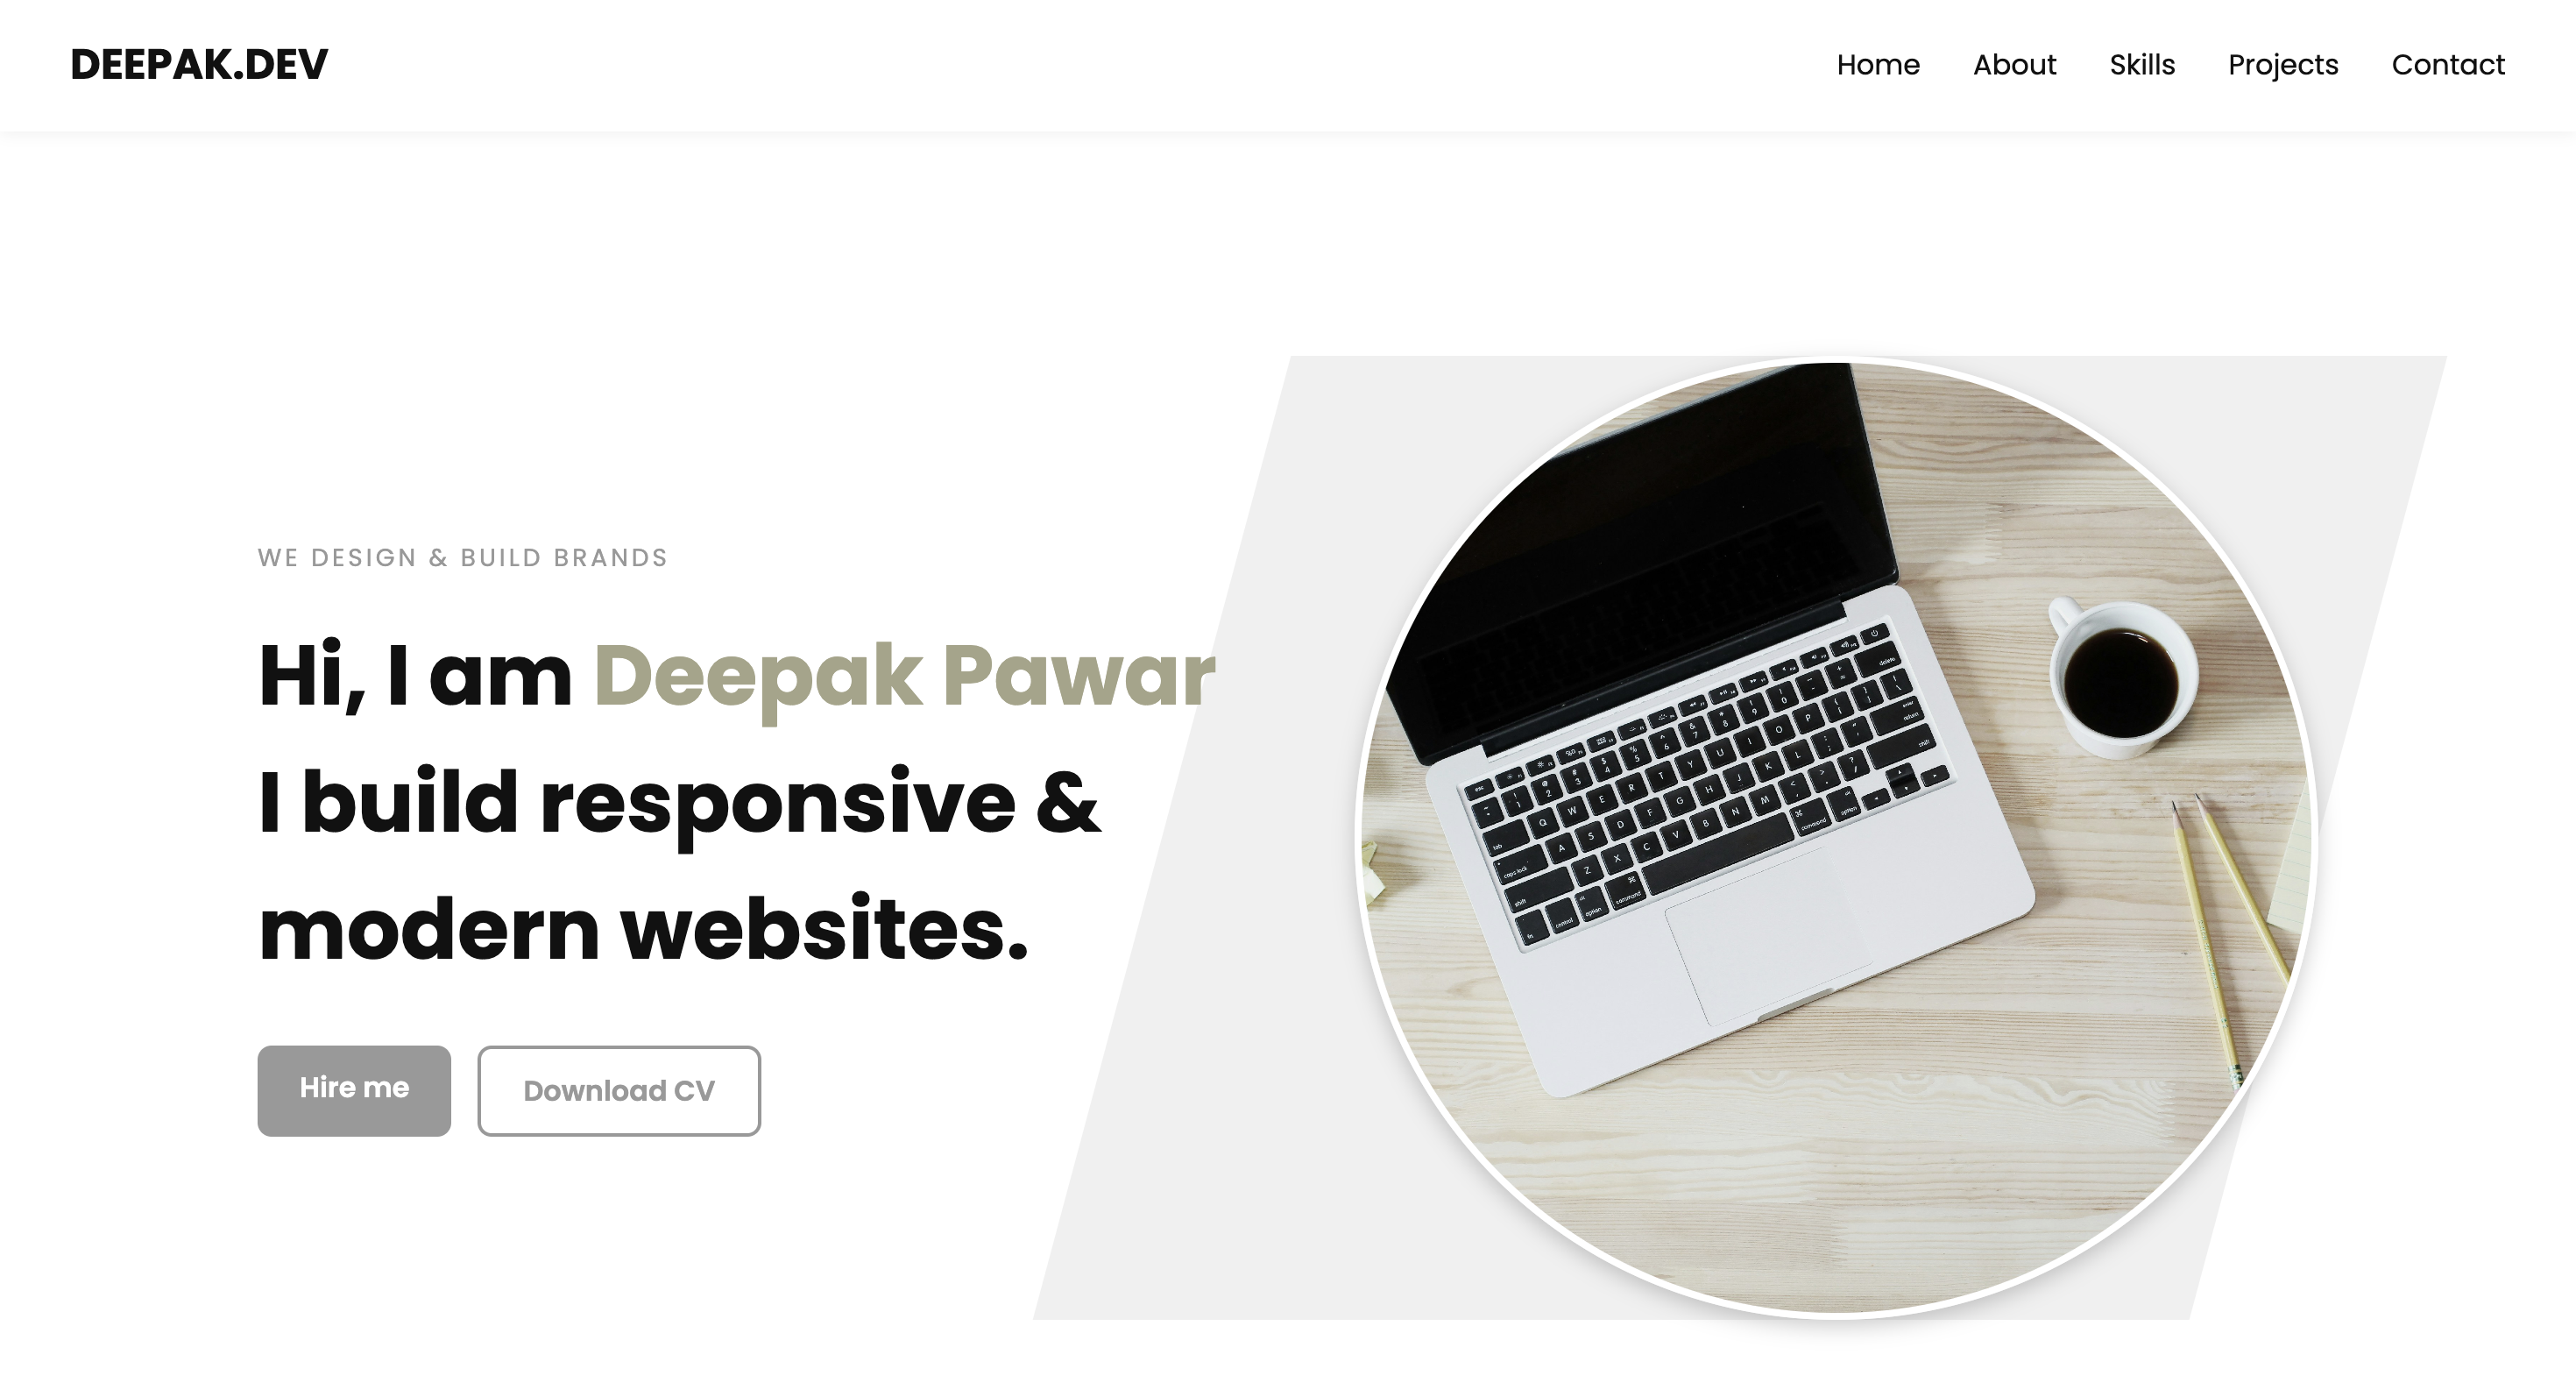 DEEPAK.DEV
Home About Skills Projects Contact
WE DESIGN & BUILD BRANDS
Hi, I am Deepak Pawar
I build responsive &
modern websites.
Hire me
Download CV